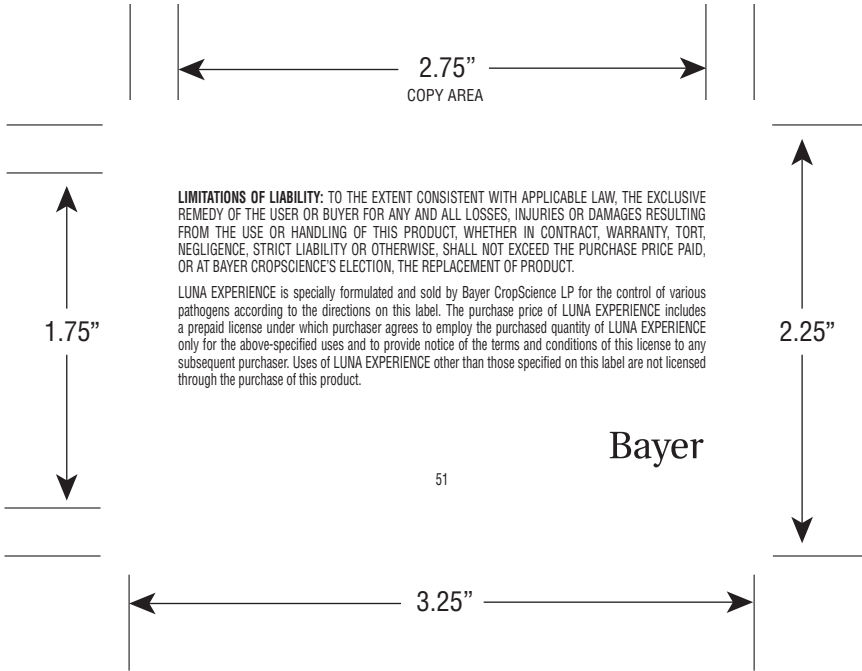 2.75”
COPY AREA
LIMITATIONS OF LIABILITY: TO THE EXTENT CONSISTENT WITH APPLICABLE LAW, THE EXCLUSIVE
REMEDY OF THE USER OR BUYER FOR ANY AND ALL LOSSES, INJURIES OR DAMAGES RESULTING
FROM THE USE OR HANDLING OF THIS PRODUCT, WHETHER IN CONTRACT, WARRANTY, TORT,
NEGLIGENCE, STRICT LIABILITY OR OTHERWISE, SHALL NOT EXCEED THE PURCHASE PRICE PAID,
OR AT BAYER CROPSCIENCE’S ELECTION, THE REPLACEMENT OF PRODUCT.
LUNA EXPERIENCE is specially formulated and sold by Bayer CropScience LP for the control of various
pathogens according to the directions on this label. The purchase price of LUNA EXPERIENCE includes
a prepaid license under which purchaser agrees to employ the purchased quantity of LUNA EXPERIENCE
only for the above-specified uses and to provide notice of the terms and conditions of this license to any
subsequent purchaser. Uses of LUNA EXPERIENCE other than those specified on this label are not licensed
through the purchase of this product.
1.75”
2.25”
Bayer
51
3.25”